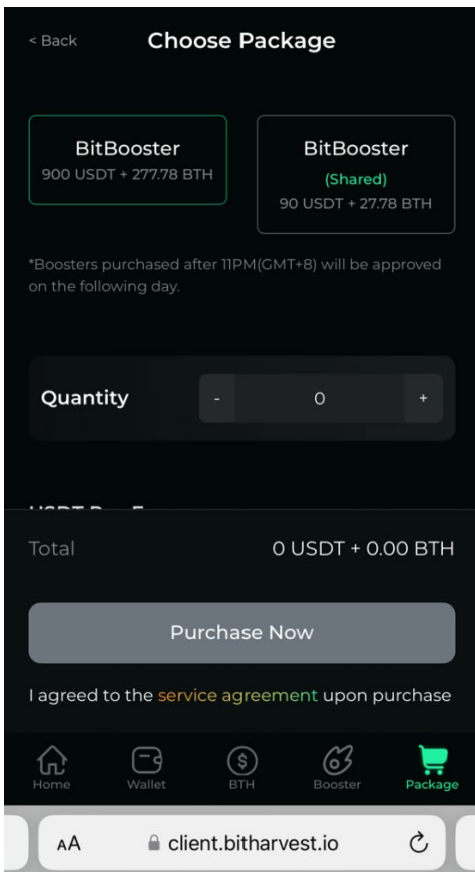 < Back Choose Package
BitBooster
900 USDT + 277.78 BTH
BitBooster
(Shared)
90 USDT + 27.78 BTH
*Boosters purchased after 11PM(GMT+8) will be approved
on the following day.
Quantity - 0 +
Total 0 USDT + 0.00 BTH
Purchase Now
I agreed to the service agreement upon purchase
Home Wallet BTH Booster Package
AA client.bitharvest.io